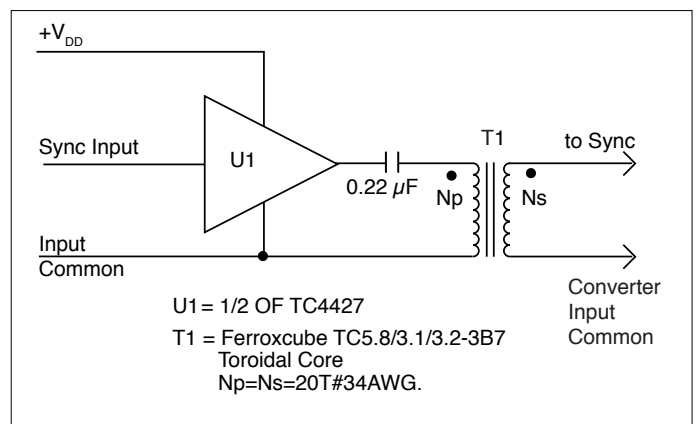 +VDD
Sync Input
U1
0.22 µF
T1
to Sync
Np
Ns
Input
Common
Converter
Input
Common
U1= 1/2 OF TC4427
T1 = Ferroxcube TC5.8/3.1/3.2-3B7
Toroidal Core
Np=Ns=20T#34AWG.